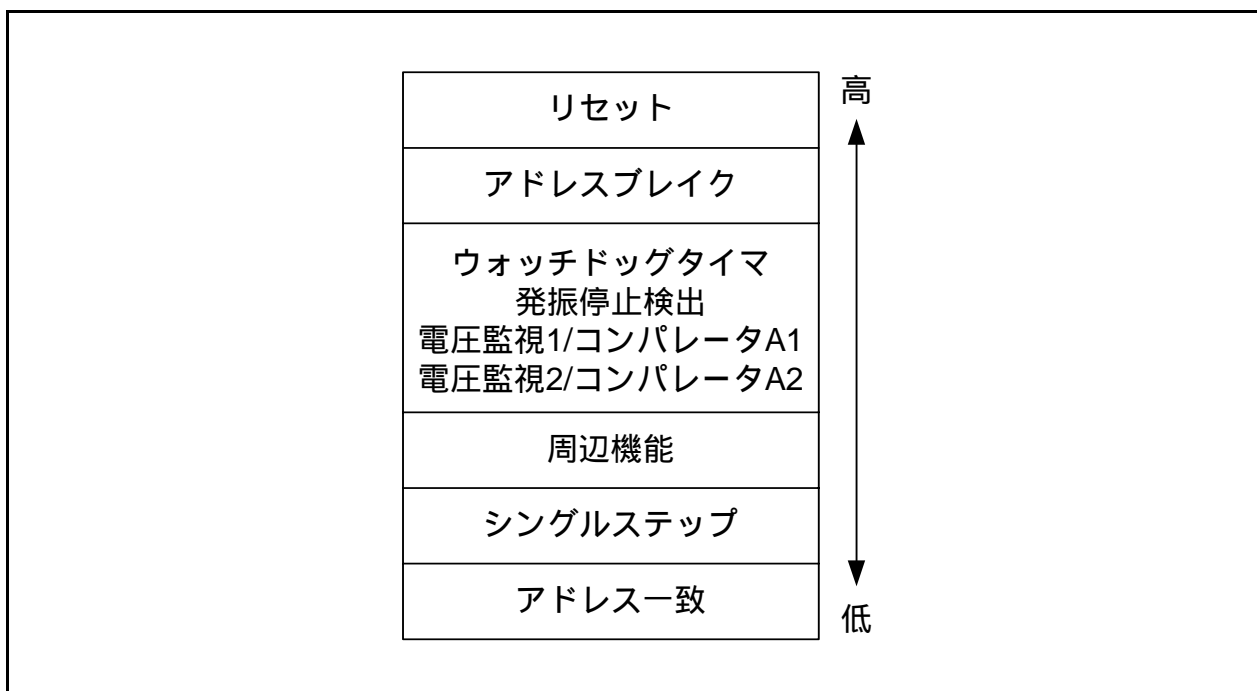 リセット
高
アドレスブレイク
ウォッチドッグタイマ
発振停止検出
電圧監視1/コンパレータA1
電圧監視2/コンパレータA2
周辺機能
シングルステップ
アドレス一致
低